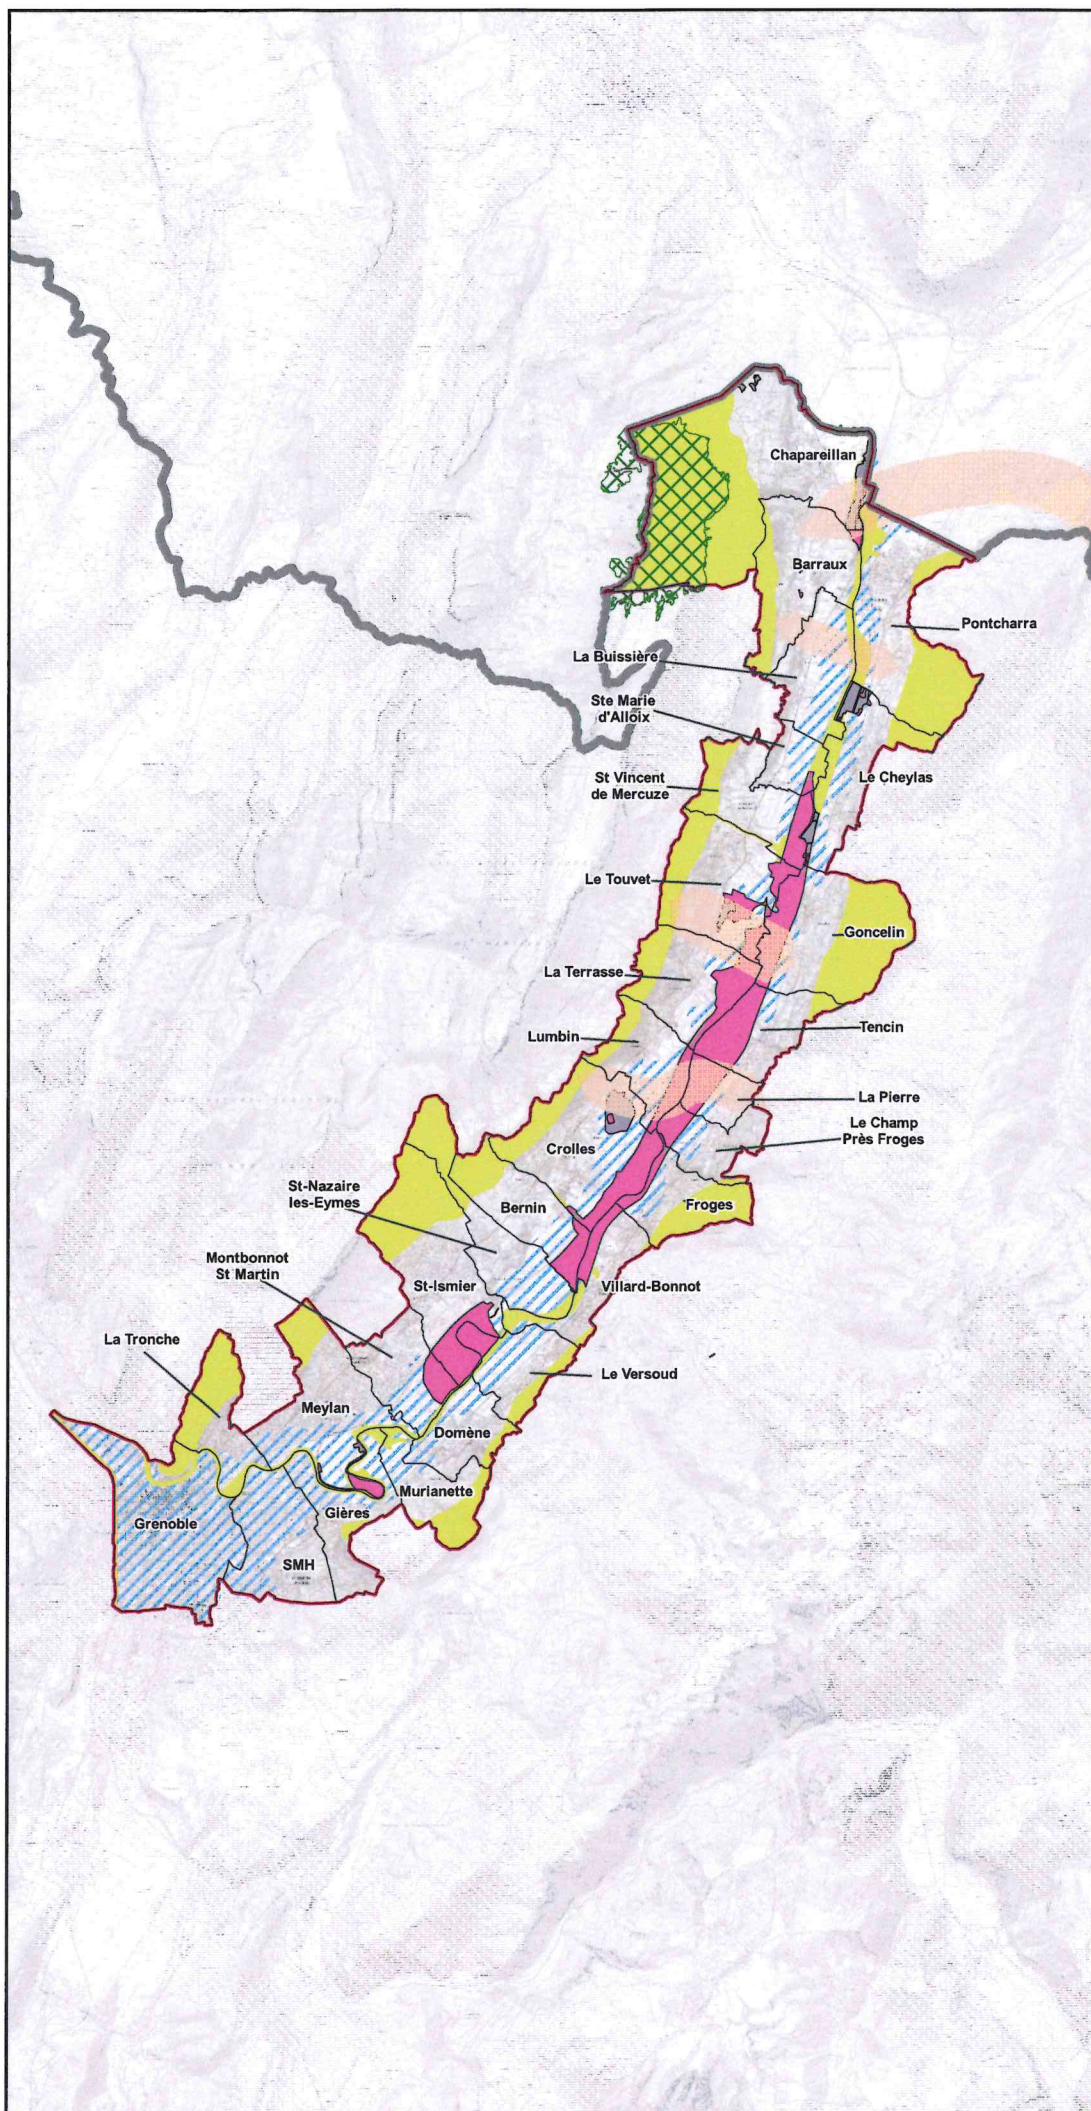 Chapareillan
Barraux
Pontcharra
La Buissière
Ste Marie
d'Alloix
St Vincent
de Mercuze
Le Cheylas
Le Touvet
Goncelin
La Terrasse
Tencin
Lumbin
La Pierre
Le Champ
Près Froges
Crolles
St-Nazaire
les-Eymes
Bernin
Froges
Montbonnot
St Martin
St-Ismier
Villard-Bonnot
La Tronche
Le Versoud
Meylan
Domène
Murianette
Gières
Grenoble
SMH